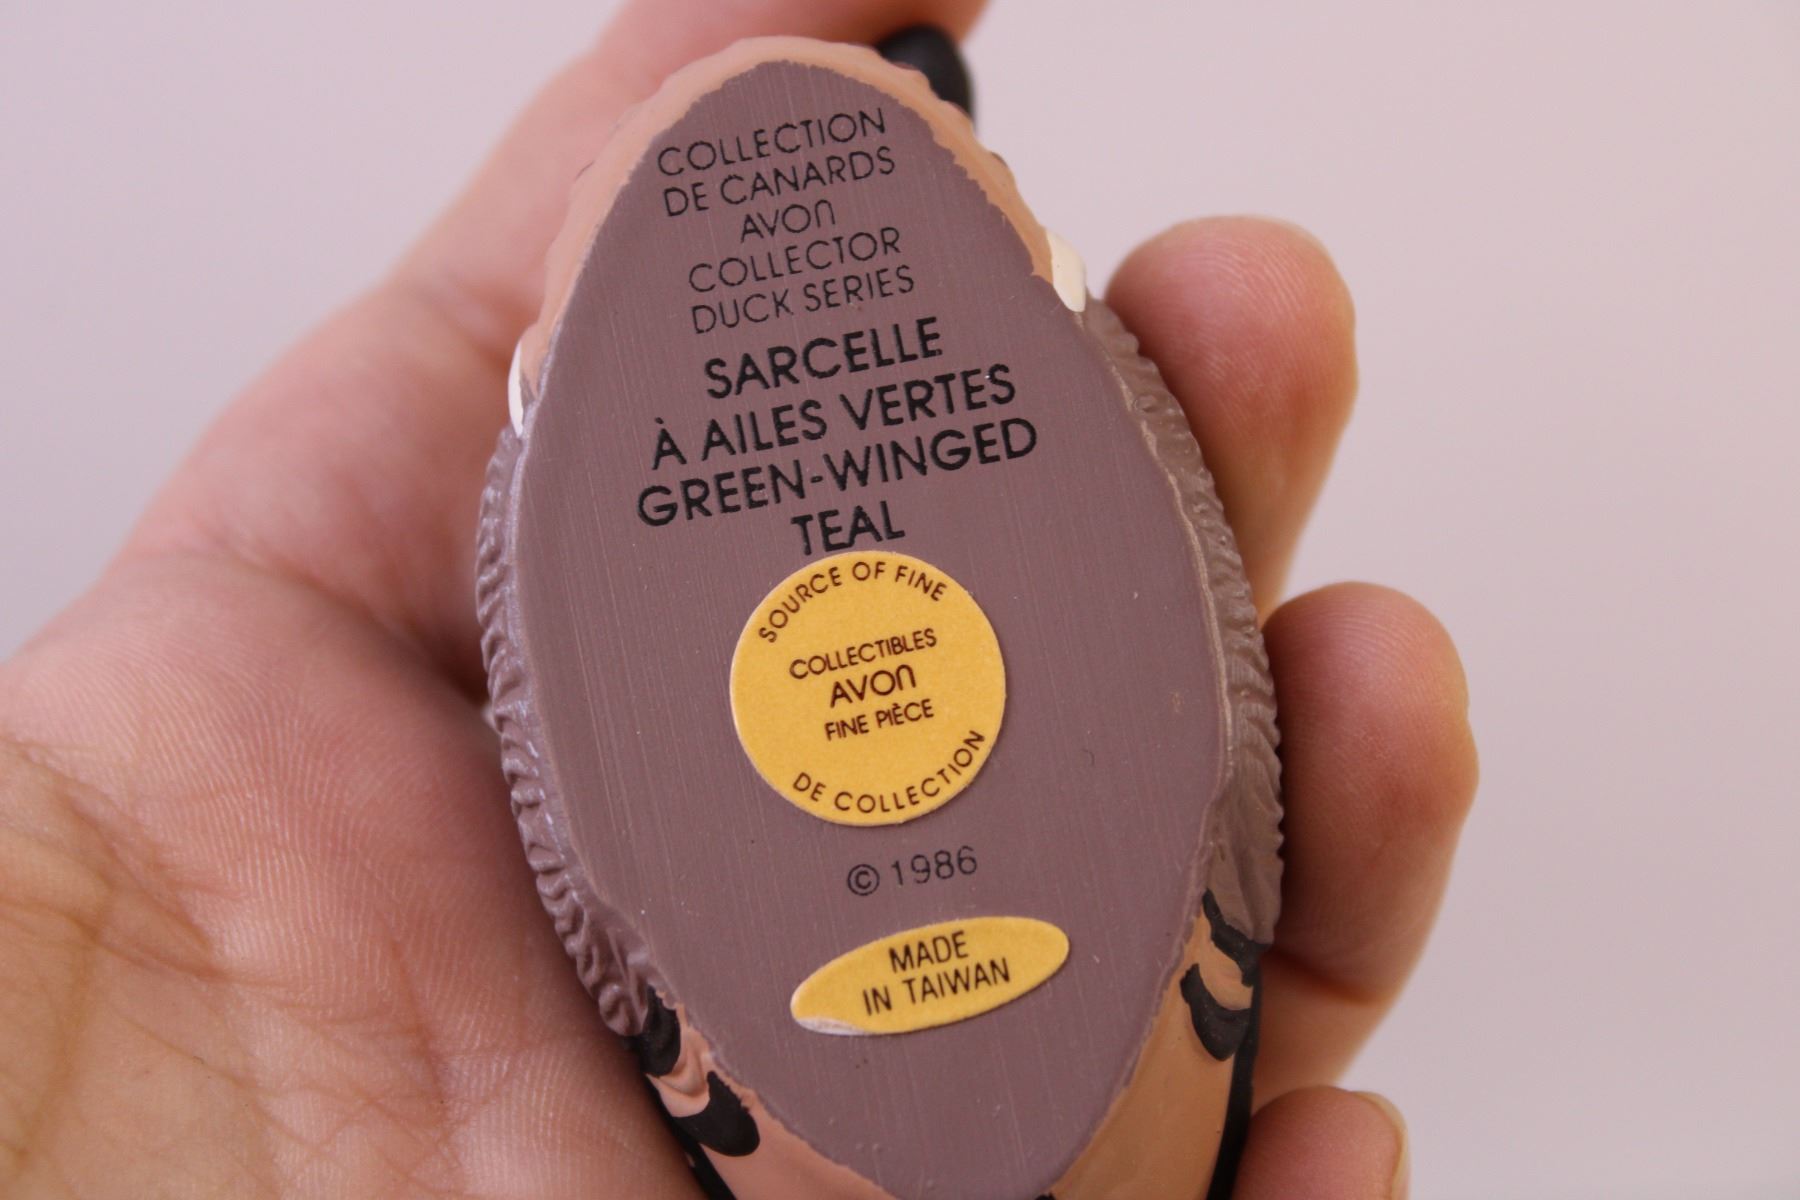 COLLECTION
DE CANARDS
AVON
COLLECTOR
DUCK SERIES
SARCELLE
À AILES VERTES
GREEN-WINGED
TEAL
SOURCE OF FINE
COLLECTIBLES
AVON
FINE PIÈCE
DE COLLECTION
© 1986
MADE
IN TAIWAN